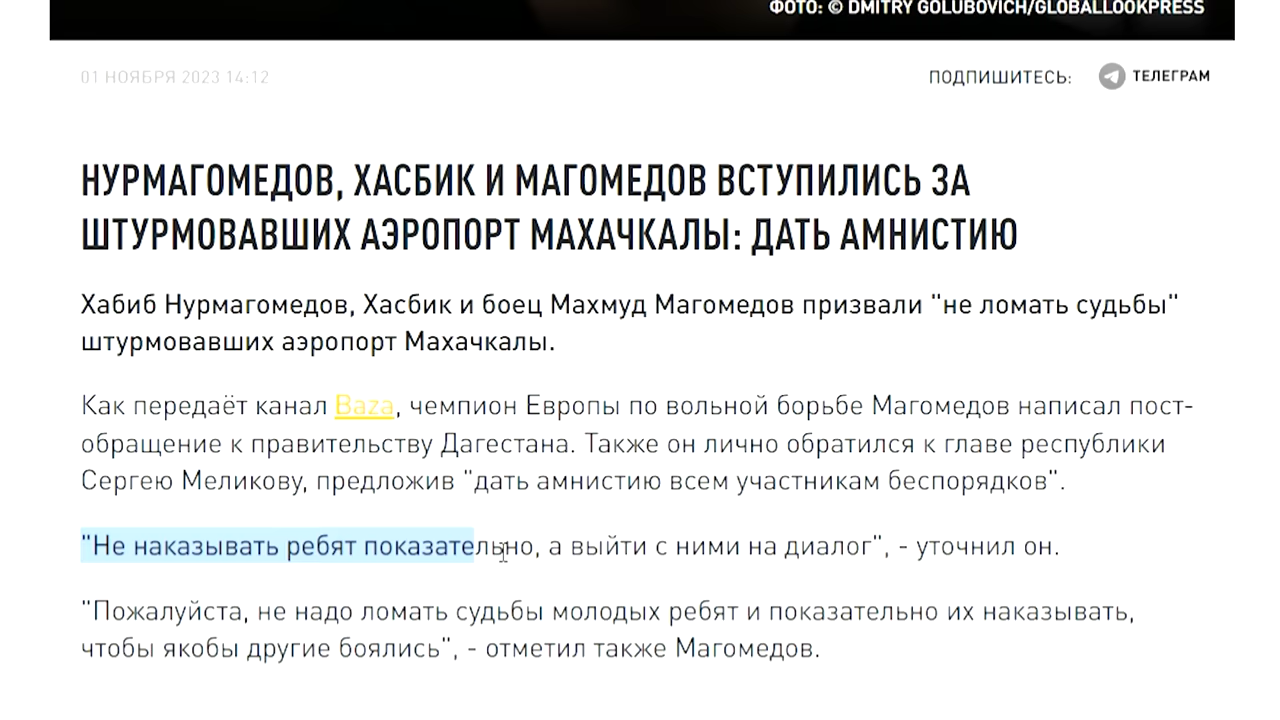 ФОТО: © DMITRY GOLUBOVICH/GLOBALLOOKPRESS
01 НОЯБРЯ 2023 14:12
ПОДПИШИТЕСЬ: ТЕЛЕГРАМ
НУРМАГОМЕДОВ, ХАСБИК И МАГОМЕДОВ ВСТУПИЛИСЬ ЗА
ШТУРМОВАВШИХ АЭРОПОРТ МАХАЧКАЛЫ: ДАТЬ АМНИСТИЮ
Хабиб Нурмагомедов, Хасбик и боец Махмуд Магомедов призвали "не ломать судьбы"
штурмовавших аэропорт Махачкалы.
Как передаёт канал Baza, чемпион Европы по вольной борьбе Магомедов написал пост-
обращение к правительству Дагестана. Также он лично обратился к главе республики
Сергею Меликову, предложив "дать амнистию всем участникам беспорядков".
"Не наказывать ребят показательно, а выйти с ними на диалог", - уточнил он.
"Пожалуйста, не надо ломать судьбы молодых ребят и показательно их наказывать,
чтобы якобы другие боялись", - отметил также Магомедов.